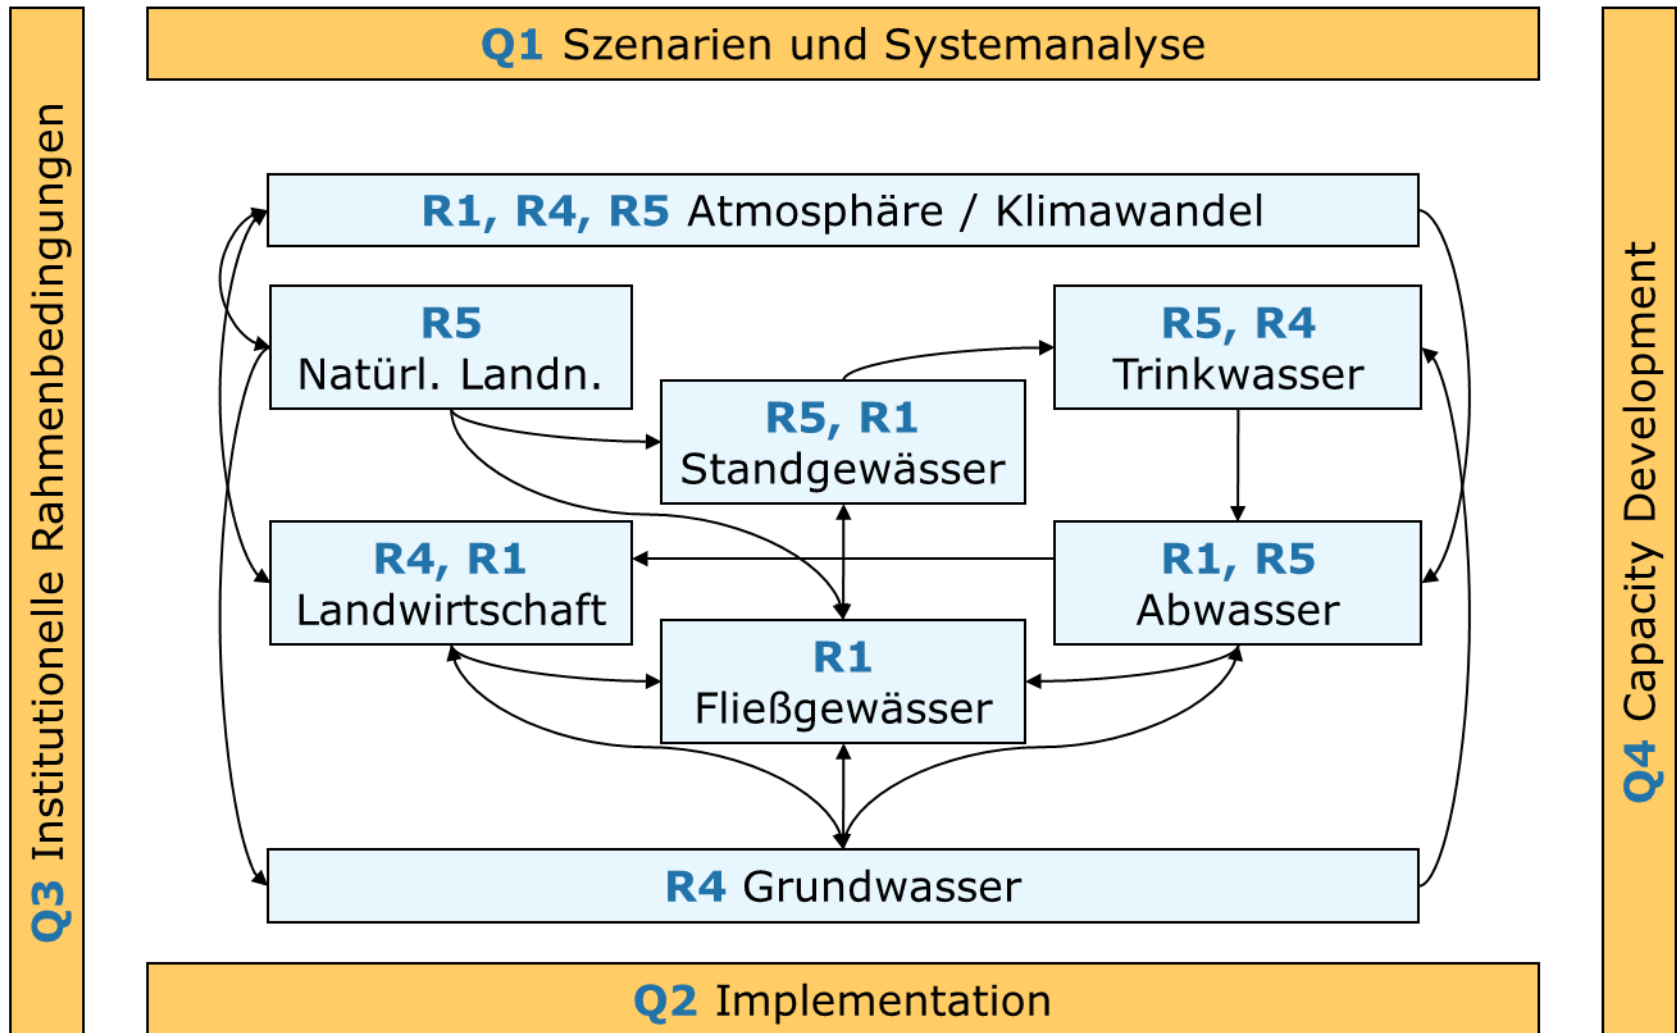 Q1 Szenarien und Systemanalyse
Q3 Institutionelle Rahmenbedingungen
Q4 Capacity Development
R1, R4, R5 Atmosphäre / Klimawandel
R5
Natürl. Landn.
R5, R4
Trinkwasser
R5, R1
Standgewässer
R4, R1
Landwirtschaft
R1, R5
Abwasser
R1
Fließgewässer
R4 Grundwasser
Q2 Implementation